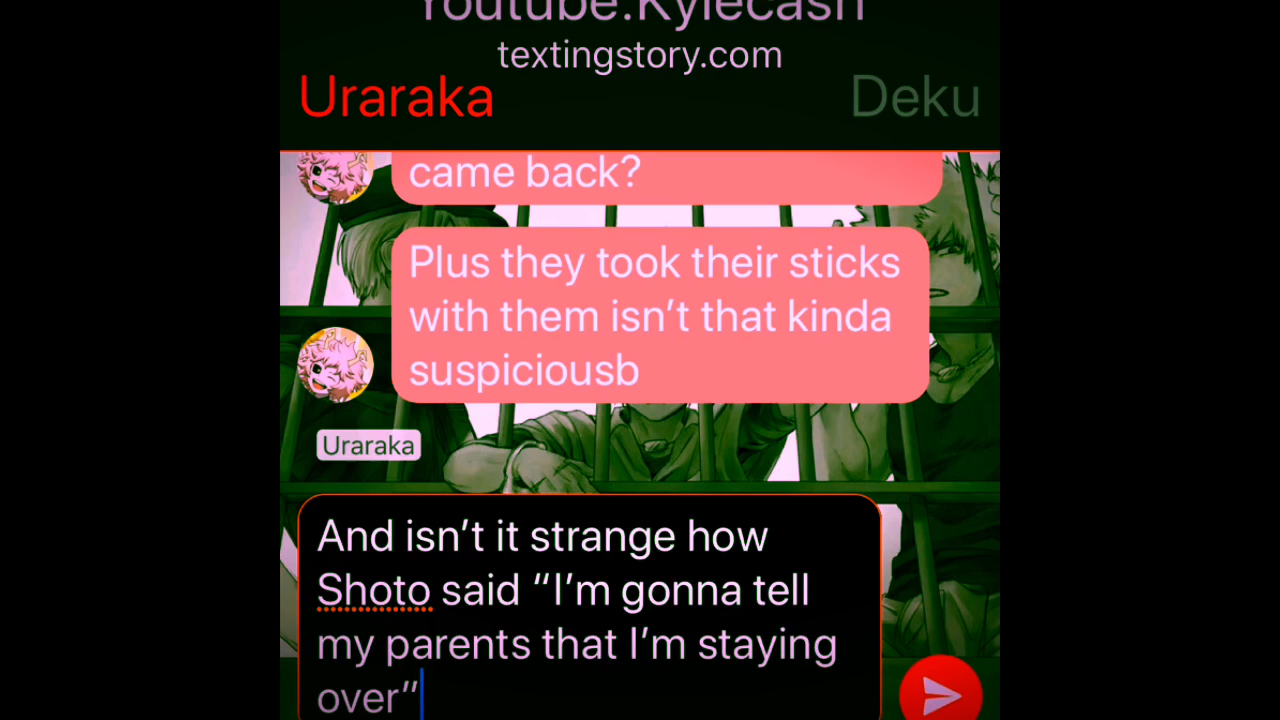 Youtube:Kylecash
textingstory.com
Uraraka
Deku
came back?
Plus they took their sticks
with them isn’t that kinda
suspiciousb
Uraraka
And isn’t it strange how
Shoto said “I’m gonna tell
my parents that I’m staying
over”